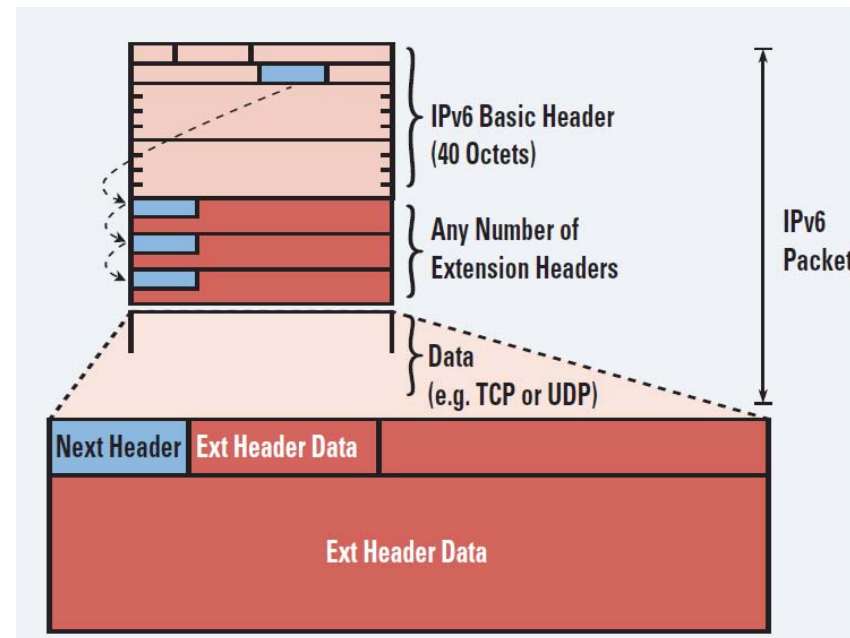 IPv6 Basic Header
(40 Octets)
Any Number of
Extension Headers
IPv6
Packet
Data
(e.g. TCP or UDP)
Next Header
Ext Header Data
Ext Header Data